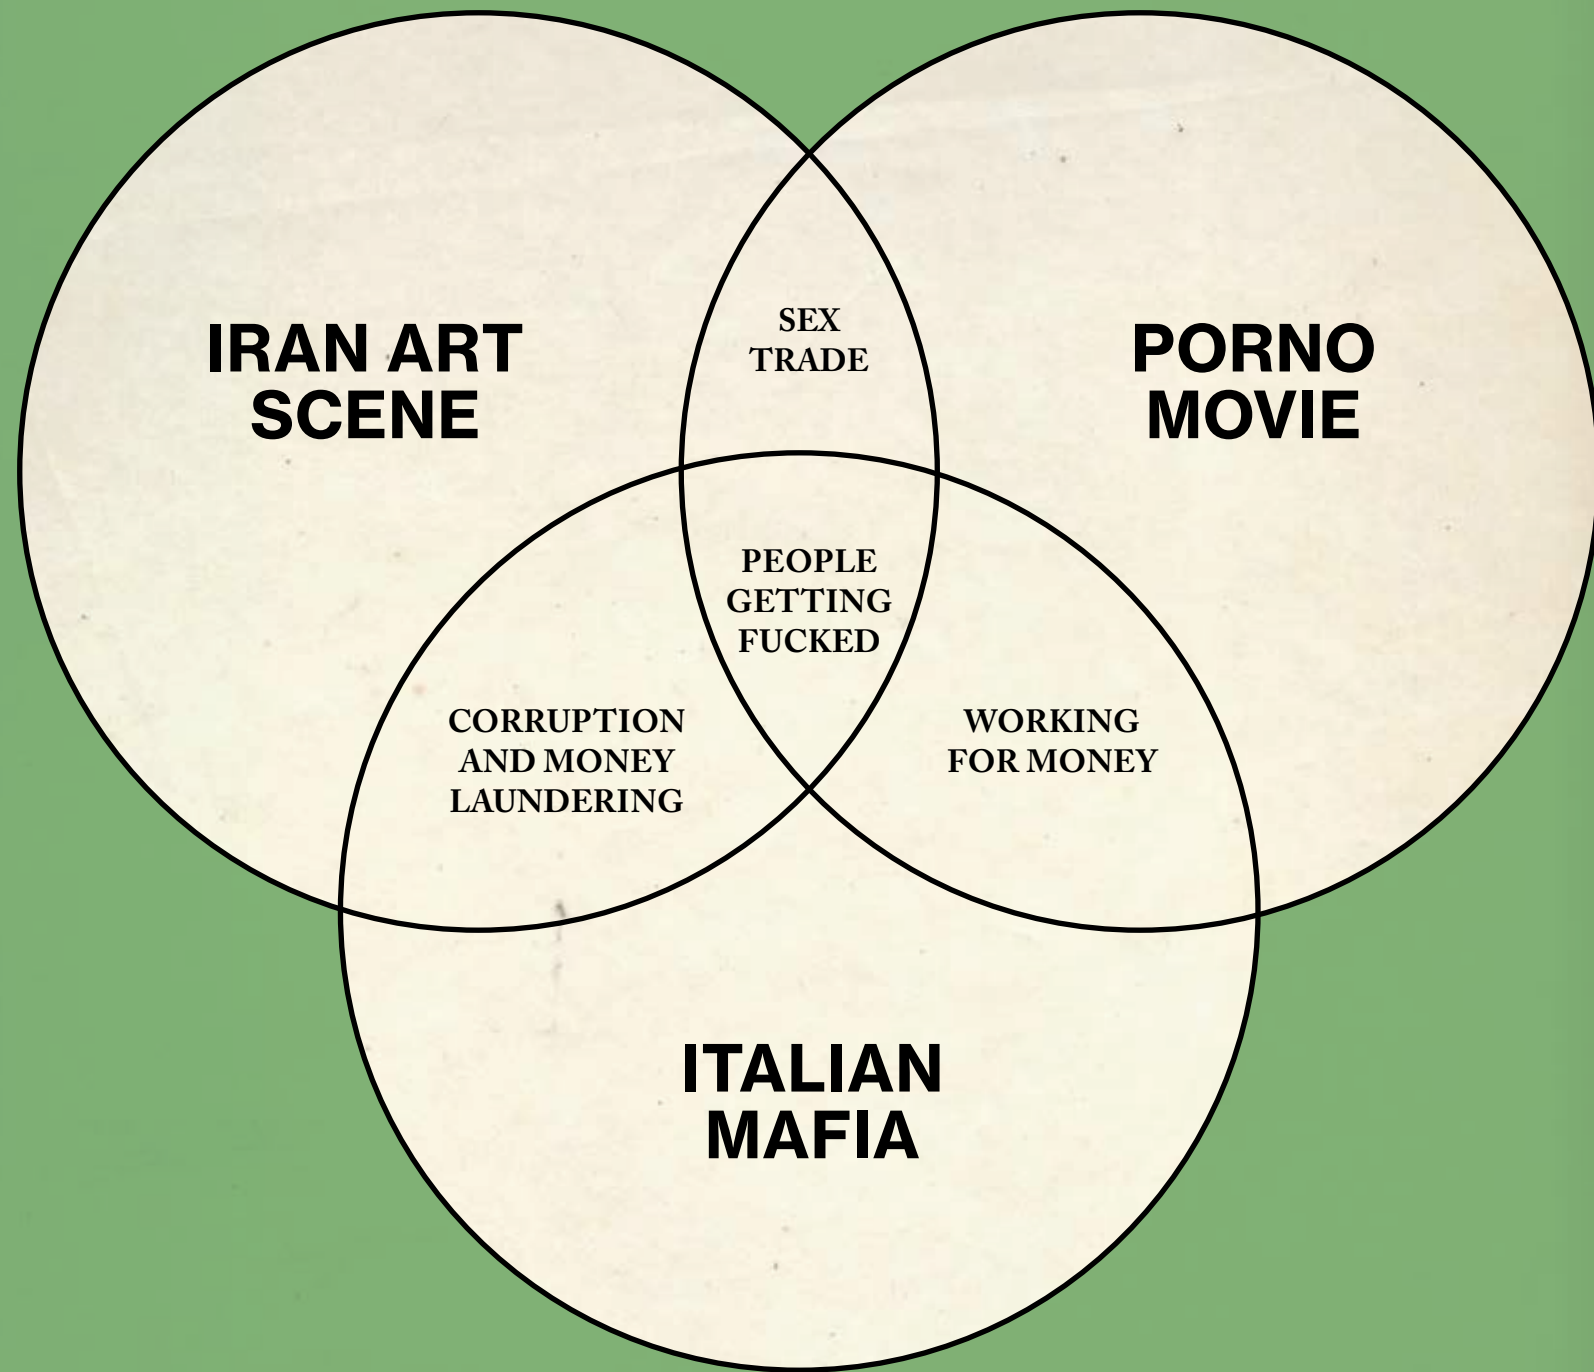 IRAN ART
SCENE
PORNO
MOVIE
SEX
TRADE
PEOPLE
GETTING
FUCKED
CORRUPTION
AND MONEY
LAUNDERING
WORKING
FOR MONEY
ITALIAN
MAFIA